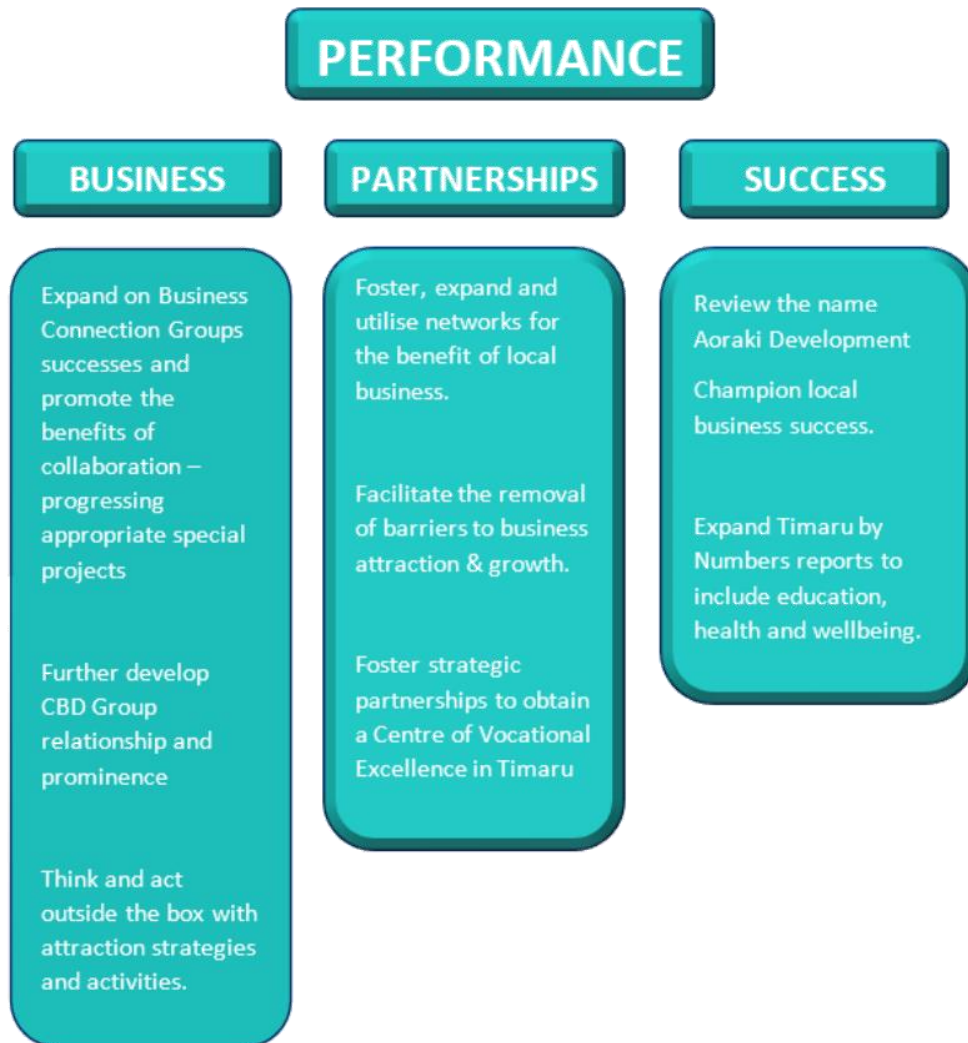 PERFORMANCE
BUSINESS
Expand on Business
Connection Groups
successes and
promote the
benefits of
collaboration –
progressing
appropriate special
projects
Further develop
CBD Group
relationship and
prominence
Think and act
outside the box with
attraction strategies
and activities.
PARTNERSHIPS
Foster, expand and
utilise networks for
the benefit of local
business.
Facilitate the removal
of barriers to business
attraction & growth.
Foster strategic
partnerships to obtain
a Centre of Vocational
Excellence in Timaru
SUCCESS
Review the name
Aoraki Development
Champion local
business success.
Expand Timaru by
Numbers reports to
include education,
health and wellbeing.